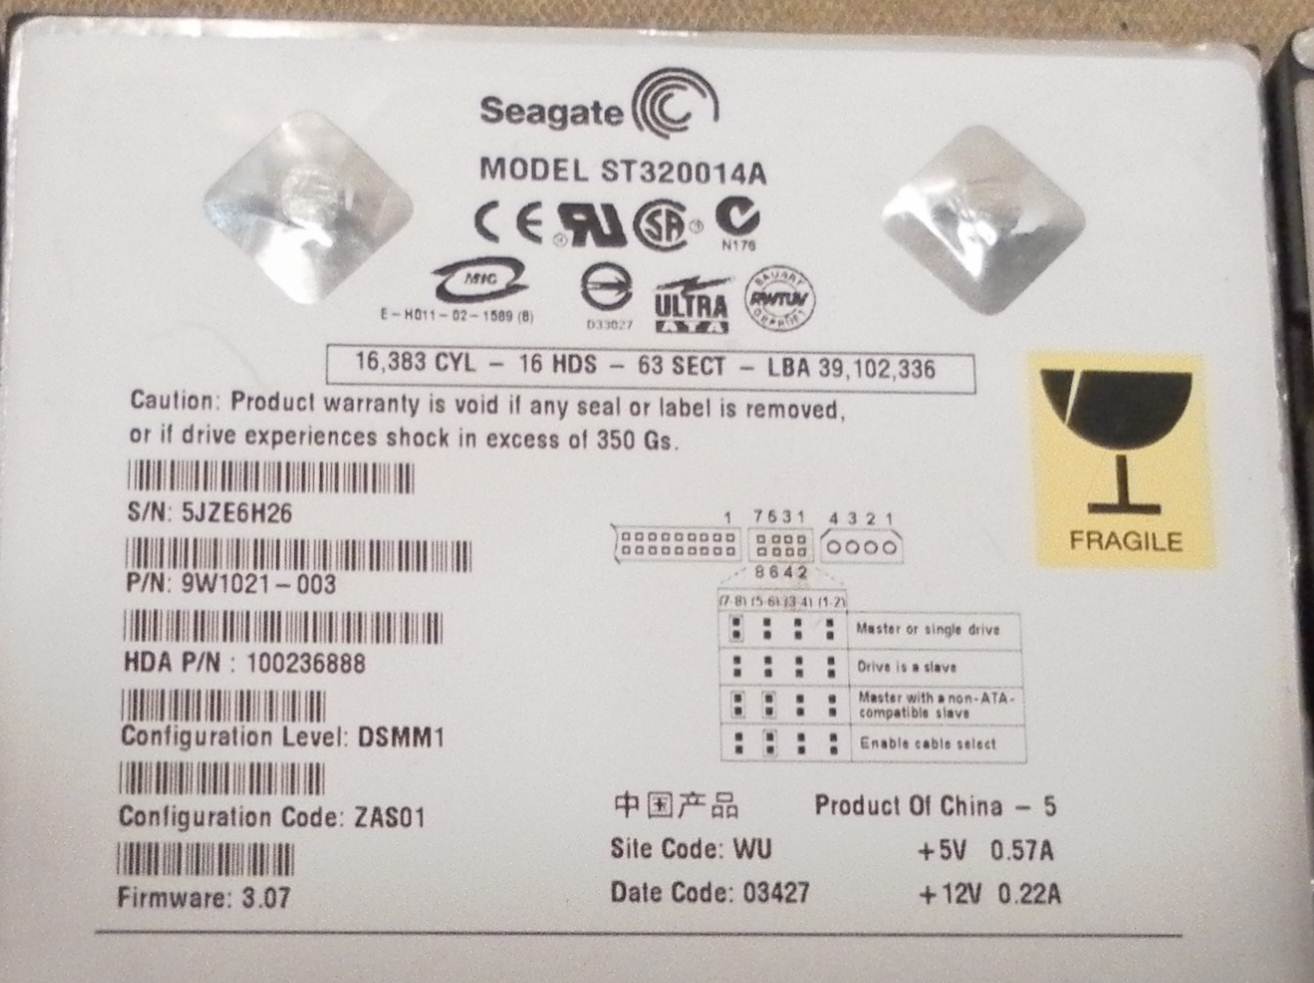 Seagate
MODEL ST320014A
N176
MIC
E-H011-02-1589 (B)
D33027
ULTRA
ATA
BAUART
RWTUV
GEPRÜFT
16,383 CYL – 16 HDS – 63 SECT – LBA 39,102,336
Caution: Product warranty is void if any seal or label is removed,
or if drive experiences shock in excess of 350 Gs.
S/N: 5JZE6H26
P/N: 9W1021-003
HDA P/N : 100236888
Configuration Level: DSMM1
Configuration Code: ZAS01
Firmware: 3.07
FRAGILE
1 7 6 3 1 4 3 2 1
8 6 4 2
(7-8) (5-6) (3-4) (1-2)
Master or single drive
Drive is a slave
Master with a non-ATA-
compatible slave
Enable cable select
中国产品 Product Of China – 5
Site Code: WU +5V 0.57A
Date Code: 03427 +12V 0.22A